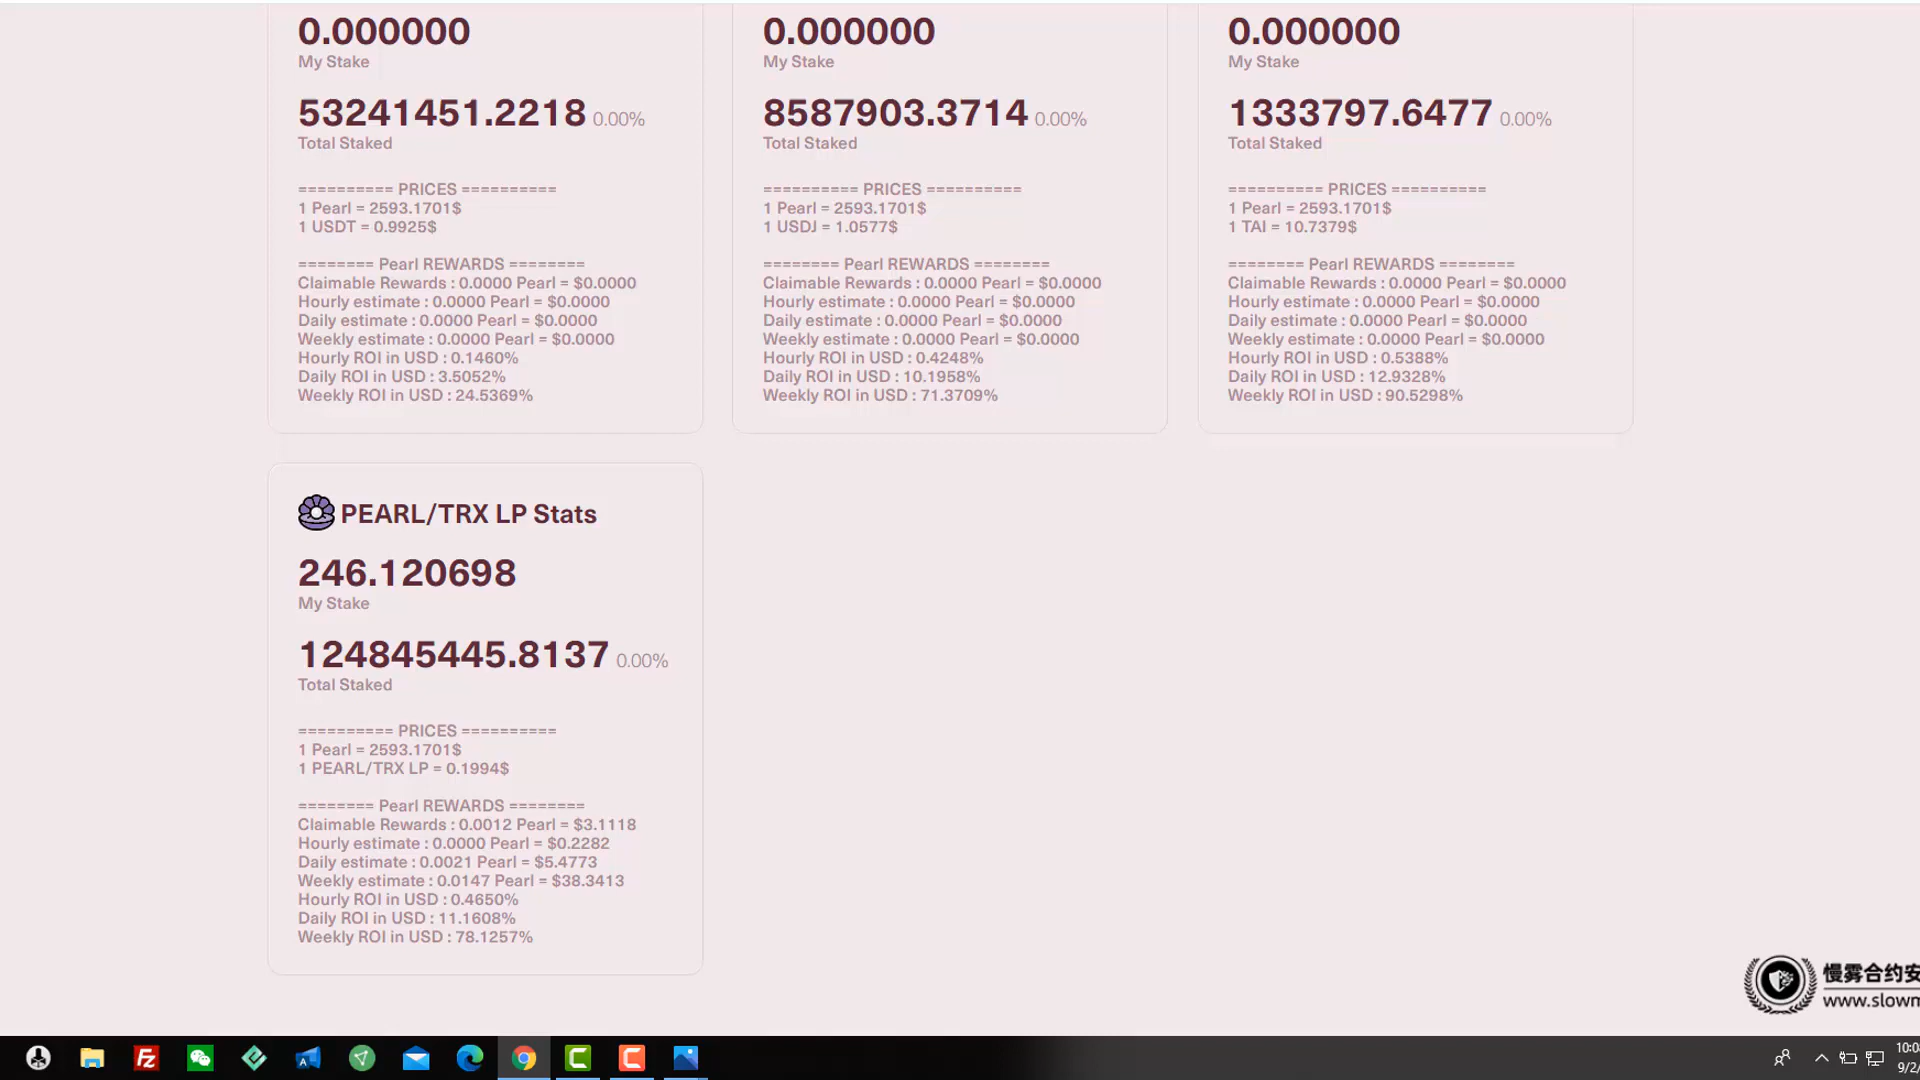 0.000000
My Stake
53241451.2218 0.00%
Total Staked
========== PRICES ==========
1 Pearl = 2593.1701$
1 USDT = 0.9925$
======== Pearl REWARDS ========
Claimable Rewards : 0.0000 Pearl = $0.0000
Hourly estimate : 0.0000 Pearl = $0.0000
Daily estimate : 0.0000 Pearl = $0.0000
Weekly estimate : 0.0000 Pearl = $0.0000
Hourly ROI in USD : 0.1460%
Daily ROI in USD : 3.5052%
Weekly ROI in USD : 24.5369%
0.000000
My Stake
8587903.3714 0.00%
Total Staked
========== PRICES ==========
1 Pearl = 2593.1701$
1 USDJ = 1.0577$
======== Pearl REWARDS ========
Claimable Rewards : 0.0000 Pearl = $0.0000
Hourly estimate : 0.0000 Pearl = $0.0000
Daily estimate : 0.0000 Pearl = $0.0000
Weekly estimate : 0.0000 Pearl = $0.0000
Hourly ROI in USD : 0.4248%
Daily ROI in USD : 10.1958%
Weekly ROI in USD : 71.3709%
0.000000
My Stake
1333797.6477 0.00%
Total Staked
========== PRICES ==========
1 Pearl = 2593.1701$
1 TAI = 10.7379$
======== Pearl REWARDS ========
Claimable Rewards : 0.0000 Pearl = $0.0000
Hourly estimate : 0.0000 Pearl = $0.0000
Daily estimate : 0.0000 Pearl = $0.0000
Weekly estimate : 0.0000 Pearl = $0.0000
Hourly ROI in USD : 0.5388%
Daily ROI in USD : 12.9328%
Weekly ROI in USD : 90.5298%
PEARL/TRX LP Stats
246.120698
My Stake
124845445.8137 0.00%
Total Staked
========== PRICES ==========
1 Pearl = 2593.1701$
1 PEARL/TRX LP = 0.1994$
======== Pearl REWARDS ========
Claimable Rewards : 0.0012 Pearl = $3.1118
Hourly estimate : 0.0000 Pearl = $0.2282
Daily estimate : 0.0021 Pearl = $5.4773
Weekly estimate : 0.0147 Pearl = $38.3413
Hourly ROI in USD : 0.4650%
Daily ROI in USD : 11.1608%
Weekly ROI in USD : 78.1257%
慢雾合约安
www.slowm
10:0
9/2/